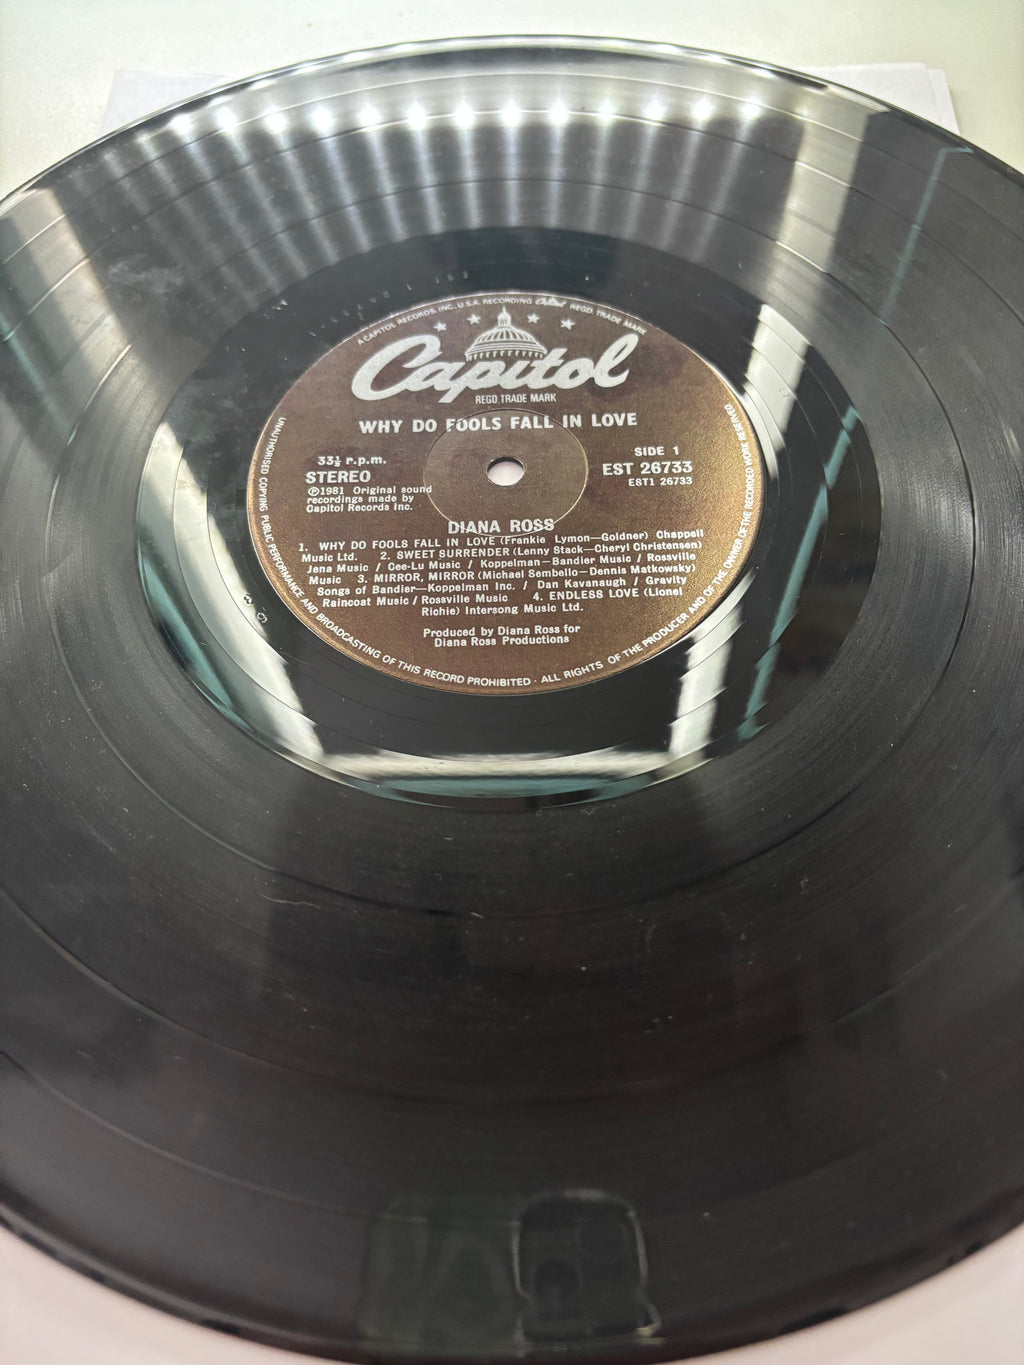 A CAPITOL RECORDS, INC. U.S.A. RECORDING Capitol REGD. TRADE MARK
Capitol
REGD. TRADE MARK
WHY DO FOOLS FALL IN LOVE
33⅓ r.p.m.
STEREO
℗1981 Original sound
recordings made by
Capitol Records Inc.
SIDE 1
EST 26733
EST1 26733
DIANA ROSS
1. WHY DO FOOLS FALL IN LOVE (Frankie Lymon—Goldner) Chappell
Music Ltd. 2. SWEET SURRENDER (Lenny Stack—Cheryl Christensen)
Jena Music / Cee-Lu Music / Koppelman—Bandier Music / Rossville
Music 3. MIRROR, MIRROR (Michael Sembello—Dennis Matkowsky)
Songs of Bandier—Koppelman Inc. / Dan Kavanaugh / Gravity
Raincoat Music / Rossville Music 4. ENDLESS LOVE (Lionel
Richie) Intersong Music Ltd.
Produced by Diana Ross for
Diana Ross Productions
UNAUTHORISED COPYING PUBLIC PERFORMANCE AND BROADCASTING OF THIS RECORD PROHIBITED · ALL RIGHTS OF THE PRODUCER AND OF THE OWNER OF THE RECORDED WORK RESERVED